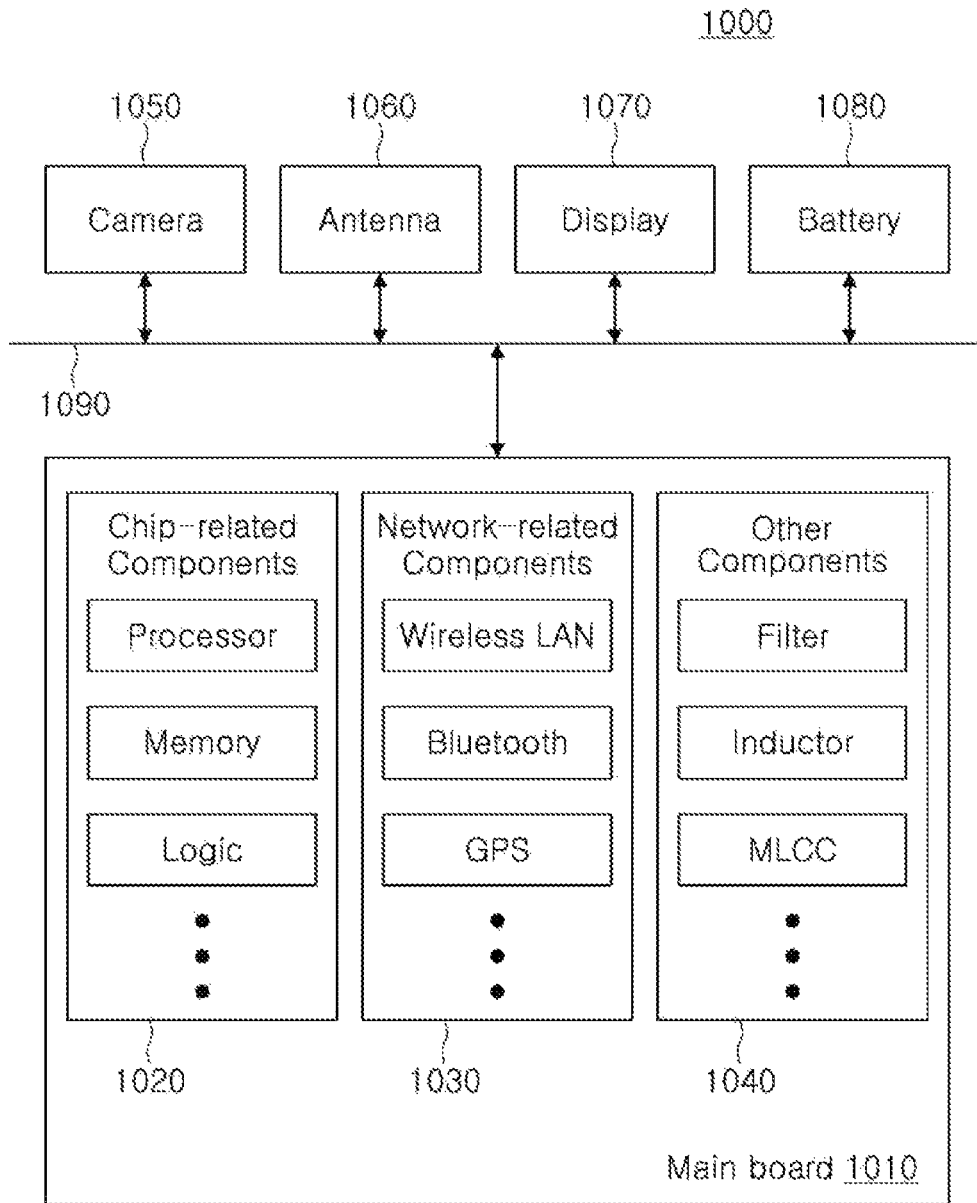 1000
1050 1060 1070 1080
Camera Antenna Display Battery
1090
Chip-related Network-related Other
Components Components Components
Processor Wireless LAN Filter
Memory Bluetooth Inductor
Logic GPS MLCC
1020 1030 1040
Main board 1010